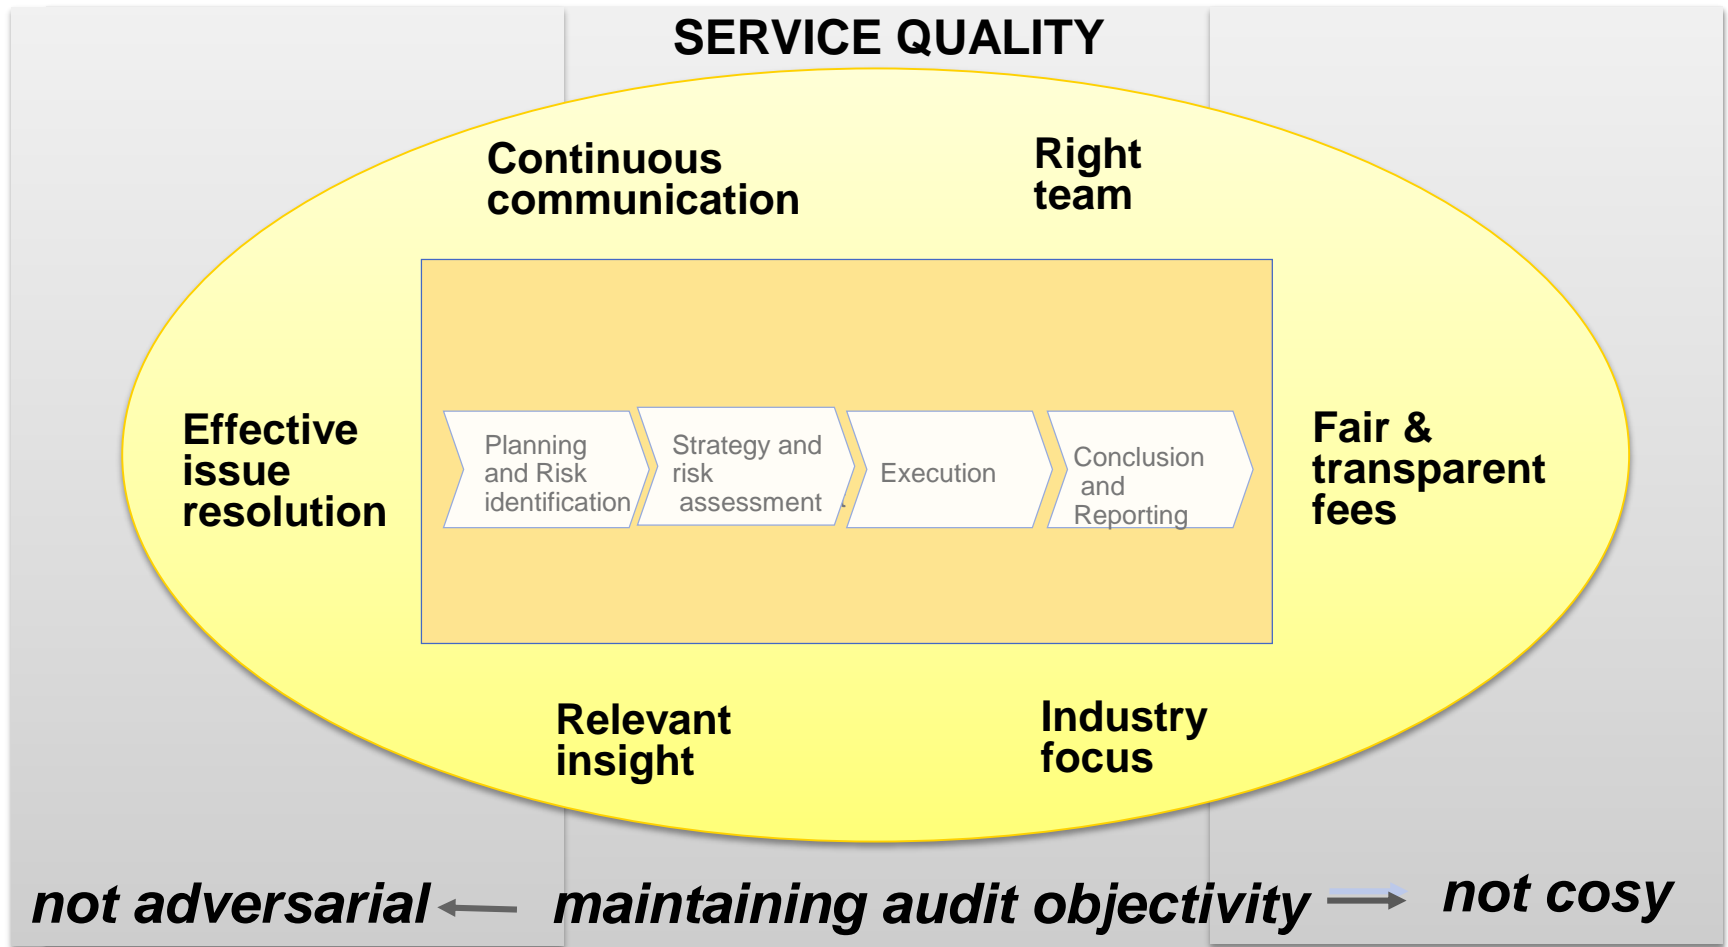 SERVICE QUALITY
Continuous
communication
Right
team
Effective
issue
resolution
Planning
and Risk
identification
Strategy and
risk
assessment
Execution
Conclusion
and
Reporting
Fair &
transparent
fees
Relevant
insight
Industry
focus
not adversarial
maintaining audit objectivity
not cosy